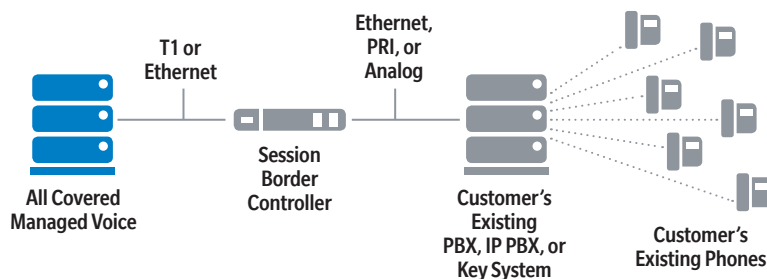 T1 or
Ethernet
Ethernet,
PRI, or
Analog
All Covered
Managed Voice
Session
Border
Controller
Customer's
Existing
PBX, IP PBX, or
Key System
Customer's
Existing Phones